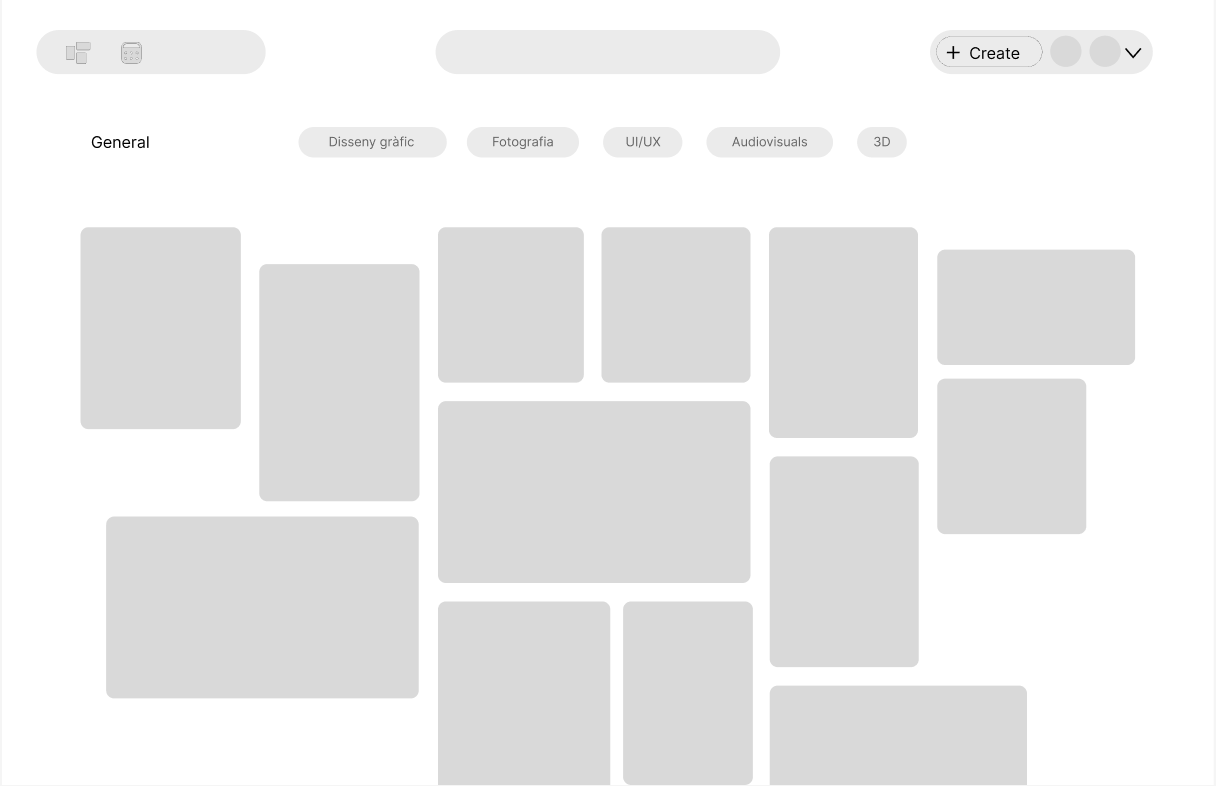 + Create
General
Disseny gràfic
Fotografia
UI/UX
Audiovisuals
3D